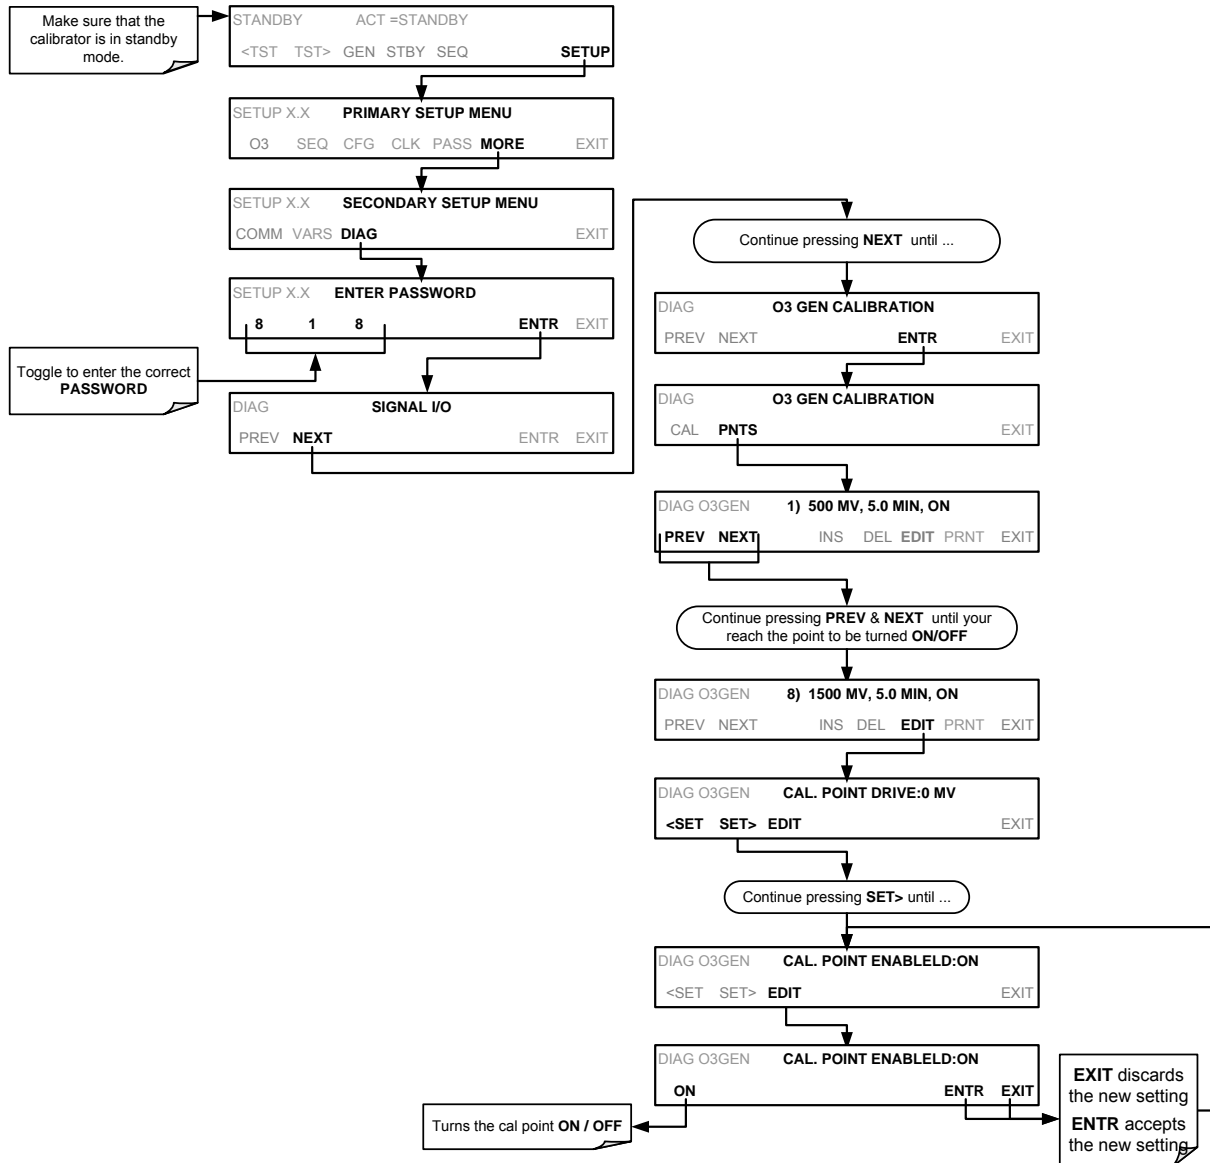 Make sure that the
calibrator is in standby
mode.
STANDBY ACT =STANDBY
<TST TST> GEN STBY SEQ SETUP
SETUP X.X PRIMARY SETUP MENU
O3 SEQ CFG CLK PASS MORE EXIT
SETUP X.X SECONDARY SETUP MENU
COMM VARS DIAG EXIT
SETUP X.X ENTER PASSWORD
8 1 8 ENTR EXIT
Toggle to enter the correct
PASSWORD
DIAG SIGNAL I/O
PREV NEXT ENTR EXIT
Continue pressing NEXT until ...
DIAG O3 GEN CALIBRATION
PREV NEXT ENTR EXIT
DIAG O3 GEN CALIBRATION
CAL PNTS EXIT
DIAG O3GEN 1) 500 MV, 5.0 MIN, ON
PREV NEXT INS DEL EDIT PRNT EXIT
Continue pressing PREV & NEXT until your
reach the point to be turned ON/OFF
DIAG O3GEN 8) 1500 MV, 5.0 MIN, ON
PREV NEXT INS DEL EDIT PRNT EXIT
DIAG O3GEN CAL. POINT DRIVE:0 MV
<SET SET> EDIT EXIT
Continue pressing SET> until ...
DIAG O3GEN CAL. POINT ENABLELD:ON
<SET SET> EDIT EXIT
DIAG O3GEN CAL. POINT ENABLELD:ON
ON ENTR EXIT
Turns the cal point ON / OFF
EXIT discards
the new setting
ENTR accepts
the new setting